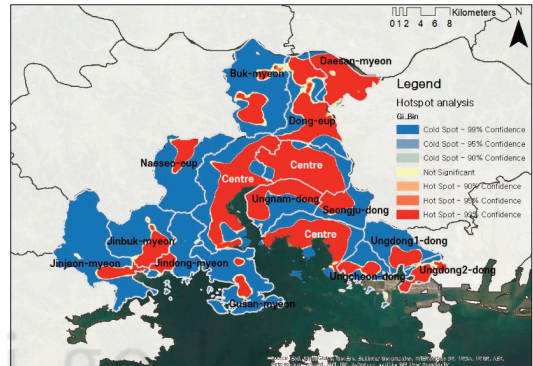 Kilometers
0 1 2 4 6 8
N
Daesan-myeon
Buk-myeon
Legend
Hotspot analysis
Gi_Bin
Cold Spot - 99% Confidence
Cold Spot - 95% Confidence
Cold Spot - 90% Confidence
Not Significant
Hot Spot - 90% Confidence
Hot Spot - 95% Confidence
Hot Spot - 99% Confidence
Dong-eup
Naeseo-eup
Centre
Centre
Ungnam-dong
Seongju-dong
Centre
Jinbuk-myeon
Ungdong1-dong
Jinjeon-myeon
Jindong-myeon
Ungcheon-dong
Ungdong2-dong
Gusan-myeon